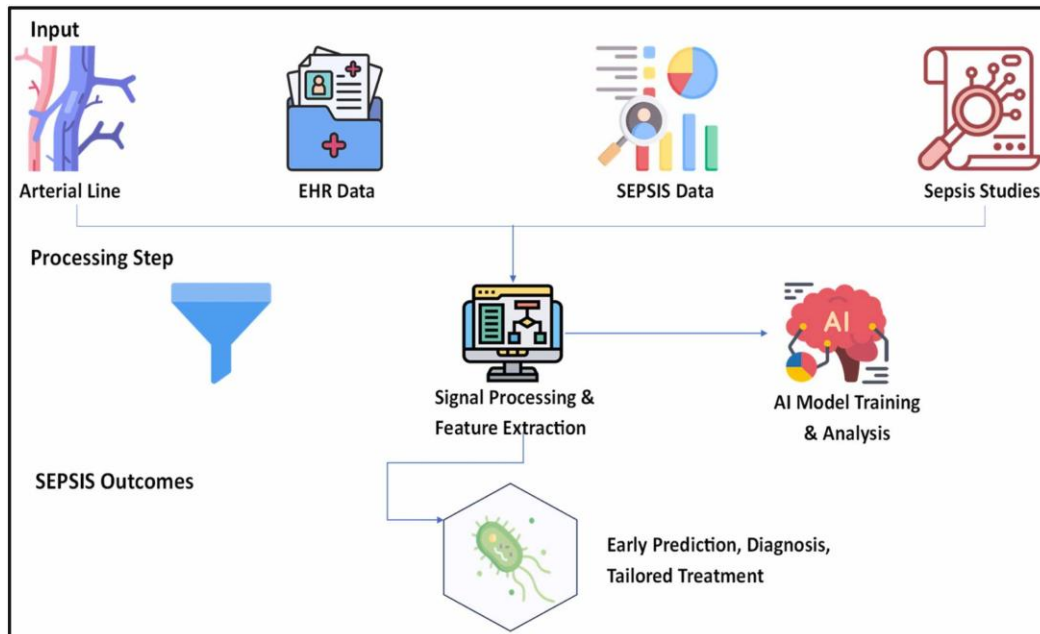 Input
Arterial Line
EHR Data
SEPSIS Data
Sepsis Studies
Processing Step
AI
Signal Processing &
Feature Extraction
AI Model Training
& Analysis
SEPSIS Outcomes
Early Prediction, Diagnosis,
Tailored Treatment